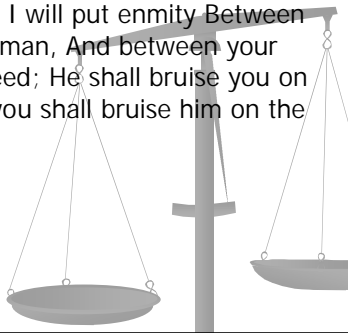 I will put enmity Between
man, And between your
eed; He shall bruise you on
you shall bruise him on the